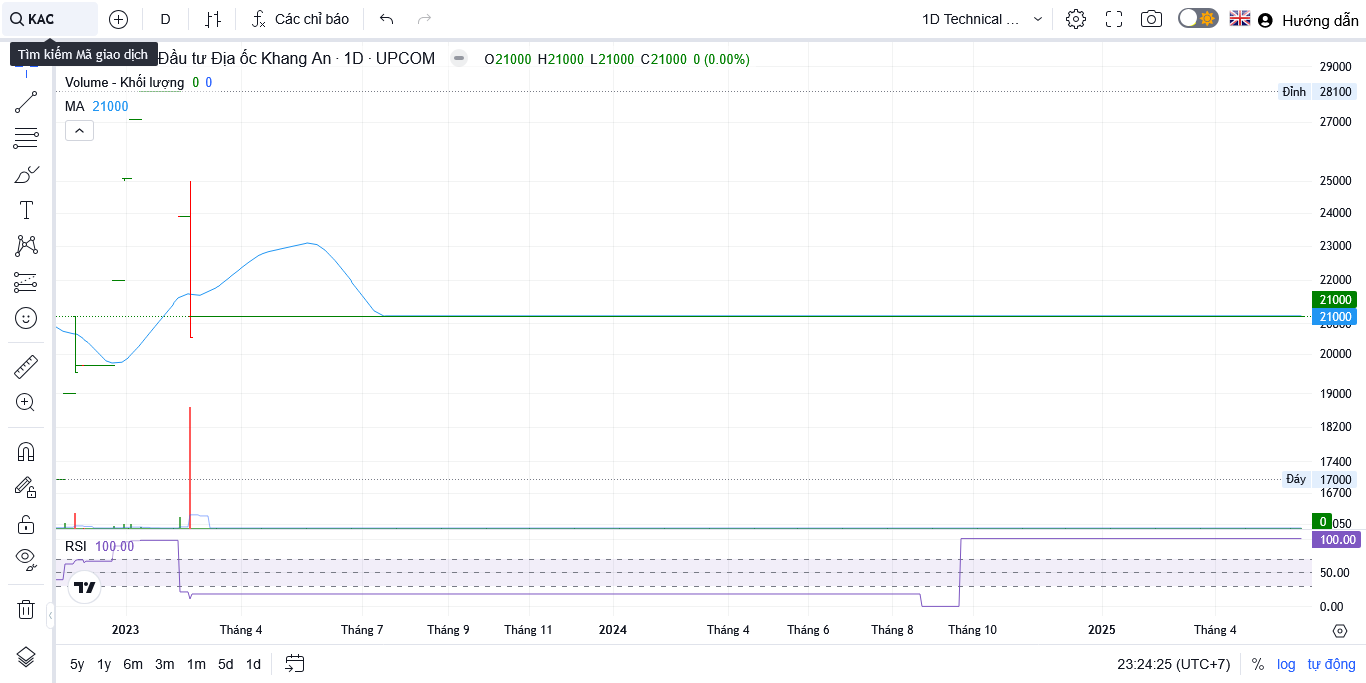 KAC
D
Các chỉ báo
1D Technical ...
Hướng dẫn
Tìm kiếm Mã giao dịch
Đầu tư Địa ốc Khang An · 1D · UPCOM
O21000 H21000 L21000 C21000 0 (0.00%)
Volume - Khối lượng 0 0
MA 21000
29000
Đỉnh 28100
27000
25000
24000
23000
22000
21000
21000
20000
19000
18200
17400
Đáy 17000
16700
0
050
RSI 100.00
100.00
50.00
0.00
2023 Tháng 4 Tháng 7 Tháng 9 Tháng 11 2024 Tháng 4 Tháng 6 Tháng 8 Tháng 10 2025 Tháng 4
5y 1y 6m 3m 1m 5d 1d
23:24:25 (UTC+7) % log tự động